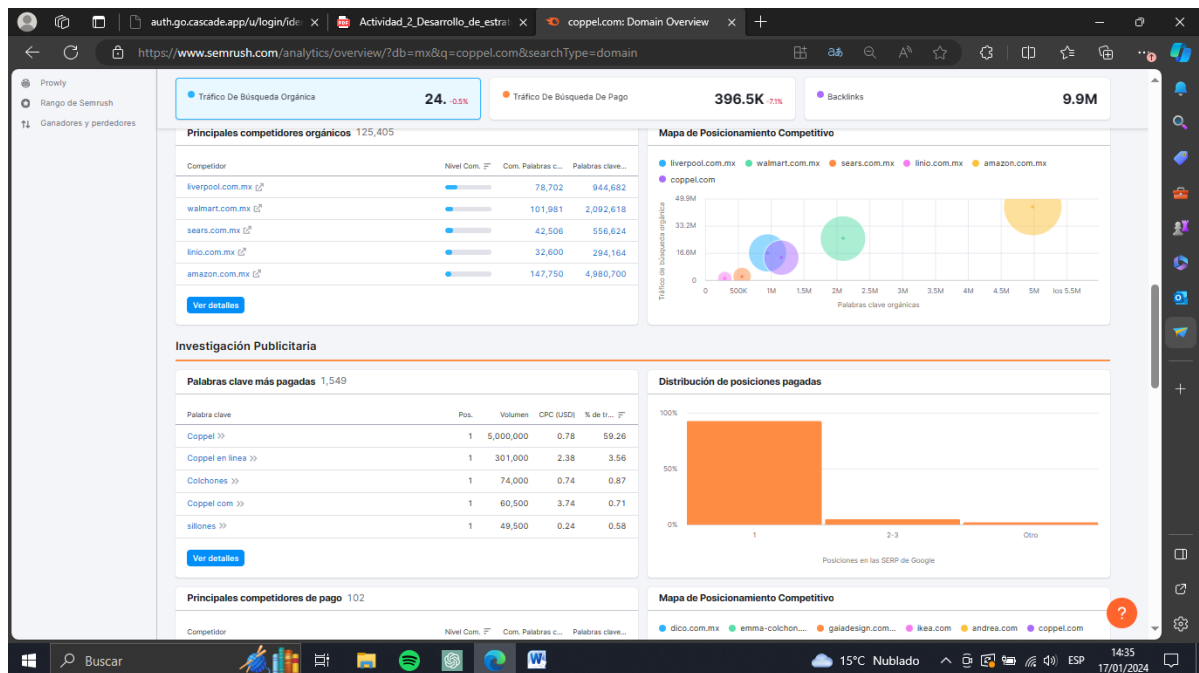 auth.go.cascade.app/u/login/ide
Actividad_2_Desarrollo_de_estrat
coppel.com: Domain Overview
https://www.semrush.com/analytics/overview/?db=mx&q=coppel.com&searchType=domain
Prowly
Rango de Semrush
Ganadores y perdedores
Tráfico De Búsqueda Orgánica 24. -0.5%
Tráfico De Búsqueda De Pago 396.5K -7.1%
Backlinks 9.9M
Principales competidores orgánicos 125,405
Competidor Nivel Com. Com. Palabras c... Palabras clave...
liverpool.com.mx 78,702 944,682
walmart.com.mx 101,981 2,092,618
sears.com.mx 42,506 556,624
linio.com.mx 32,600 294,164
amazon.com.mx 147,750 4,980,700
Ver detalles
Mapa de Posicionamiento Competitivo
liverpool.com.mx walmart.com.mx sears.com.mx linio.com.mx amazon.com.mx
coppel.com
Tráfico de búsqueda orgánica
49.9M
33.2M
16.6M
0
0 500K 1M 1.5M 2M 2.5M 3M 3.5M 4M 4.5M 5M los 5.5M
Palabras clave orgánicas
Investigación Publicitaria
Palabras clave más pagadas 1,549
Palabra clave Pos. Volumen CPC (USD) % de tr...
Coppel 1 5,000,000 0.78 59.26
Coppel en linea 1 301,000 2.38 3.56
Colchones 1 74,000 0.74 0.87
Coppel com 1 60,500 3.74 0.71
sillones 1 49,500 0.24 0.58
Ver detalles
Distribución de posiciones pagadas
100%
50%
0%
1 2-3 Otro
Posiciones en las SERP de Google
Principales competidores de pago 102
Competidor Nivel Com. Com. Palabras c... Palabras clave...
Mapa de Posicionamiento Competitivo
dico.com.mx emma-colchon.... gaiadesign.com... ikea.com andrea.com coppel.com
?
Buscar
15°C Nublado
ESP
14:35
17/01/2024